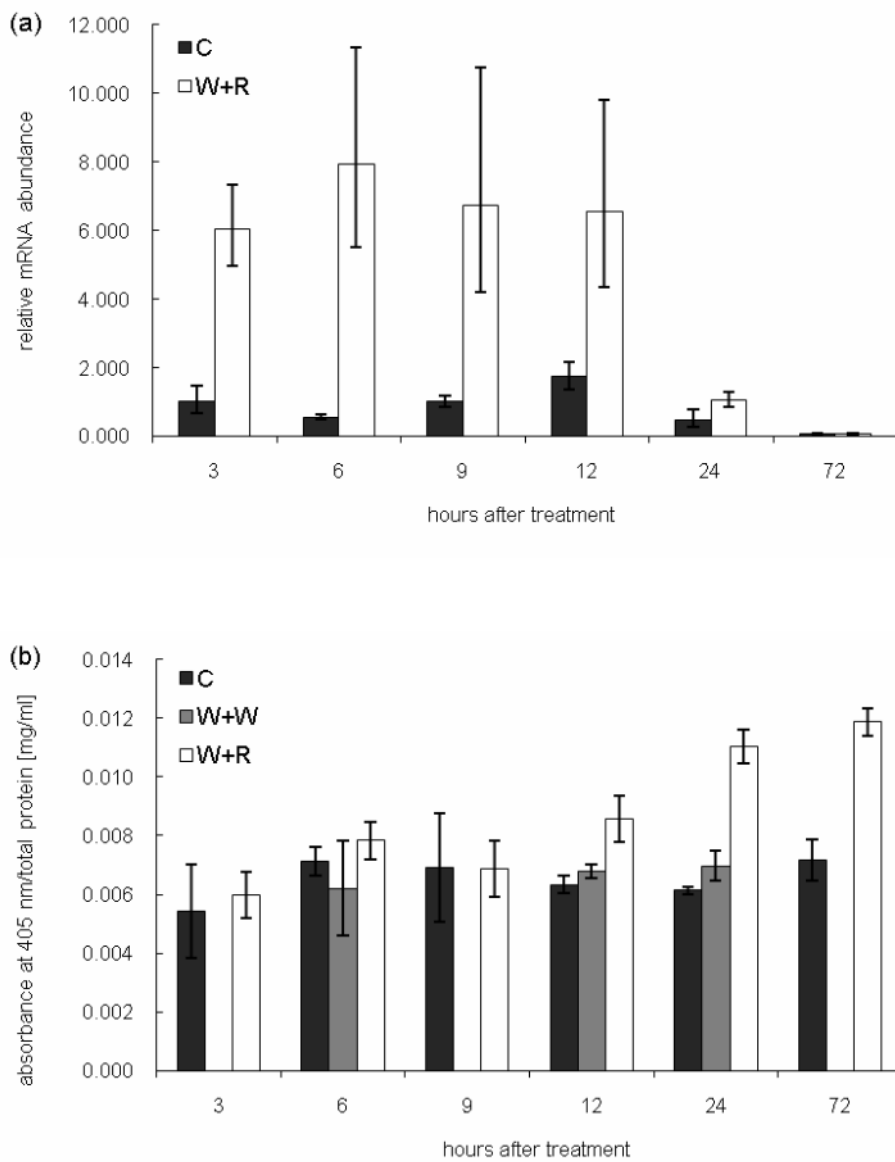 (a)
12.000
10.000
8.000
6.000
4.000
2.000
0.000
relative mRNA abundance
C
W+R
3 6 9 12 24 72
hours after treatment
(b)
0.014
0.012
0.010
0.008
0.006
0.004
0.002
0.000
absorbance at 405 nm/total protein [mg/ml]
C
W+W
W+R
3 6 9 12 24 72
hours after treatment